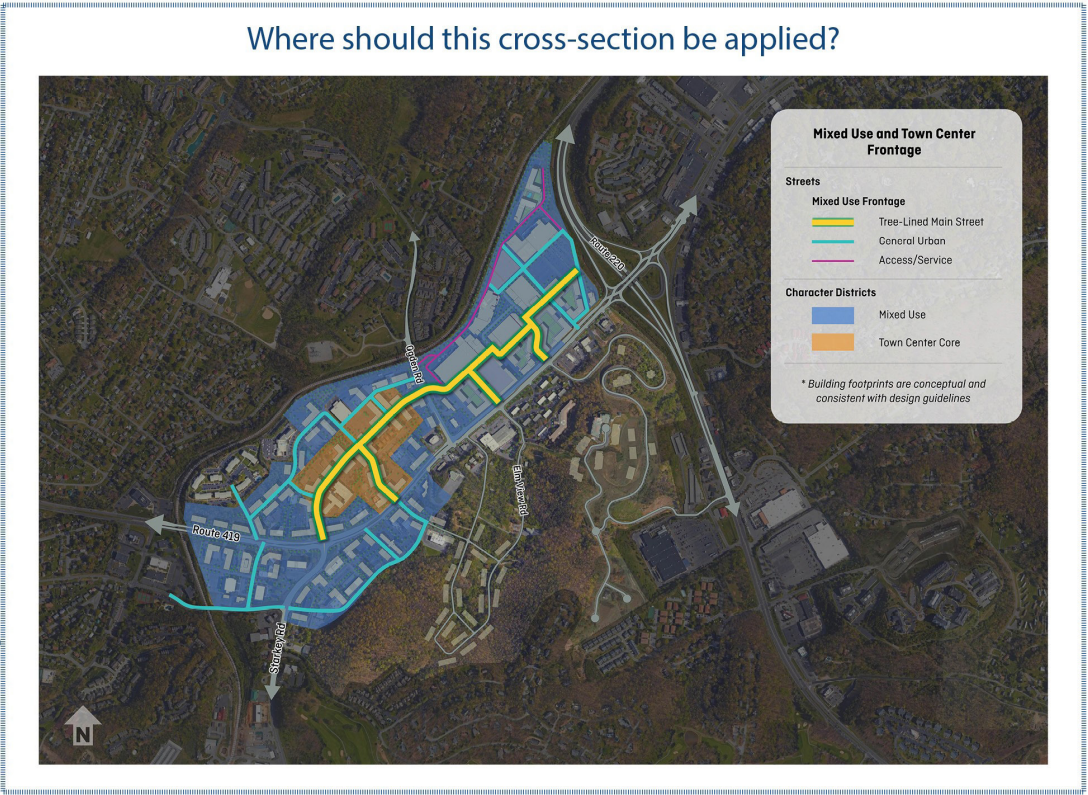 Where should this cross-section be applied?
Mixed Use and Town Center
Frontage
Streets
Mixed Use Frontage
Tree-Lined Main Street
General Urban
Access/Service
Character Districts
Mixed Use
Town Center Core
* Building footprints are conceptual and
consistent with design guidelines
Route 220
Ogden Rd
Elm View Rd
Route 419
Starkey Rd
N